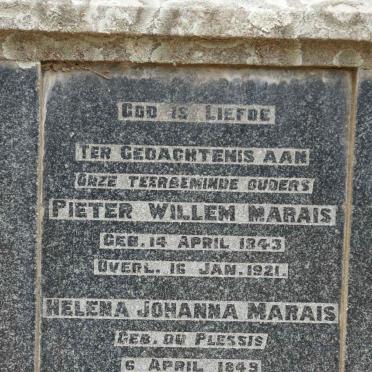 GOD IS LIEFDE
TER GEDACHTENIS AAN
ONZE TEERBEMINDE OUDERS
PIETER WILLEM MARAIS
GEB. 14 APRIL 1843
OVERL. 16 JAN. 1921.
HELENA JOHANNA MARAIS
GEB. DU PLESSIS
6 APRIL 1849